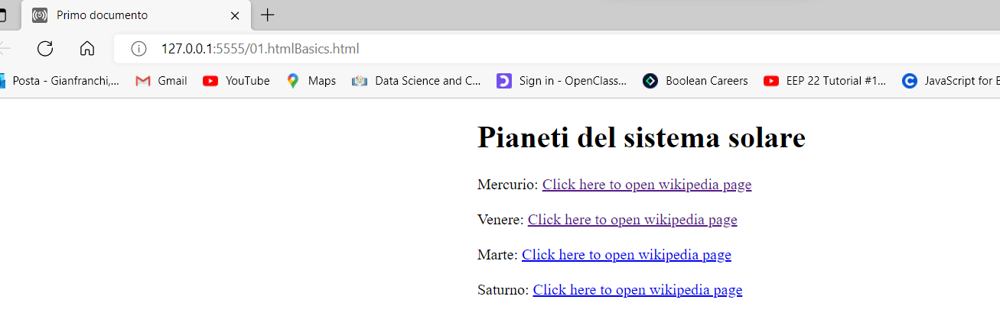 Primo documento
127.0.0.1:5555/01.htmlBasics.html
Posta - Gianfranchi,... Gmail YouTube Maps Data Science and C... Sign in - OpenClass... Boolean Careers EEP 22 Tutorial #1... JavaScript for
Pianeti del sistema solare
Mercurio: Click here to open wikipedia page
Venere: Click here to open wikipedia page
Marte: Click here to open wikipedia page
Saturno: Click here to open wikipedia page